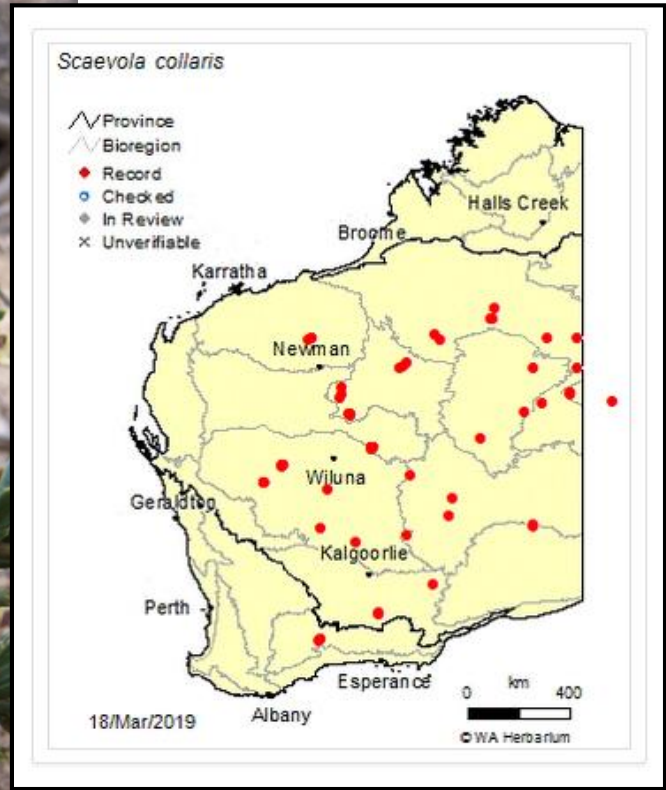 Scaevola collaris
Province
Bioregion
Record
Checked
In Review
Unverifiable
Halls Creek
Broome
Karratha
Newman
Wiluna
Geraldton
Kalgoorlie
Perth
Esperance
Albany
18/Mar/2019
0 km 400
© WA Herbarium